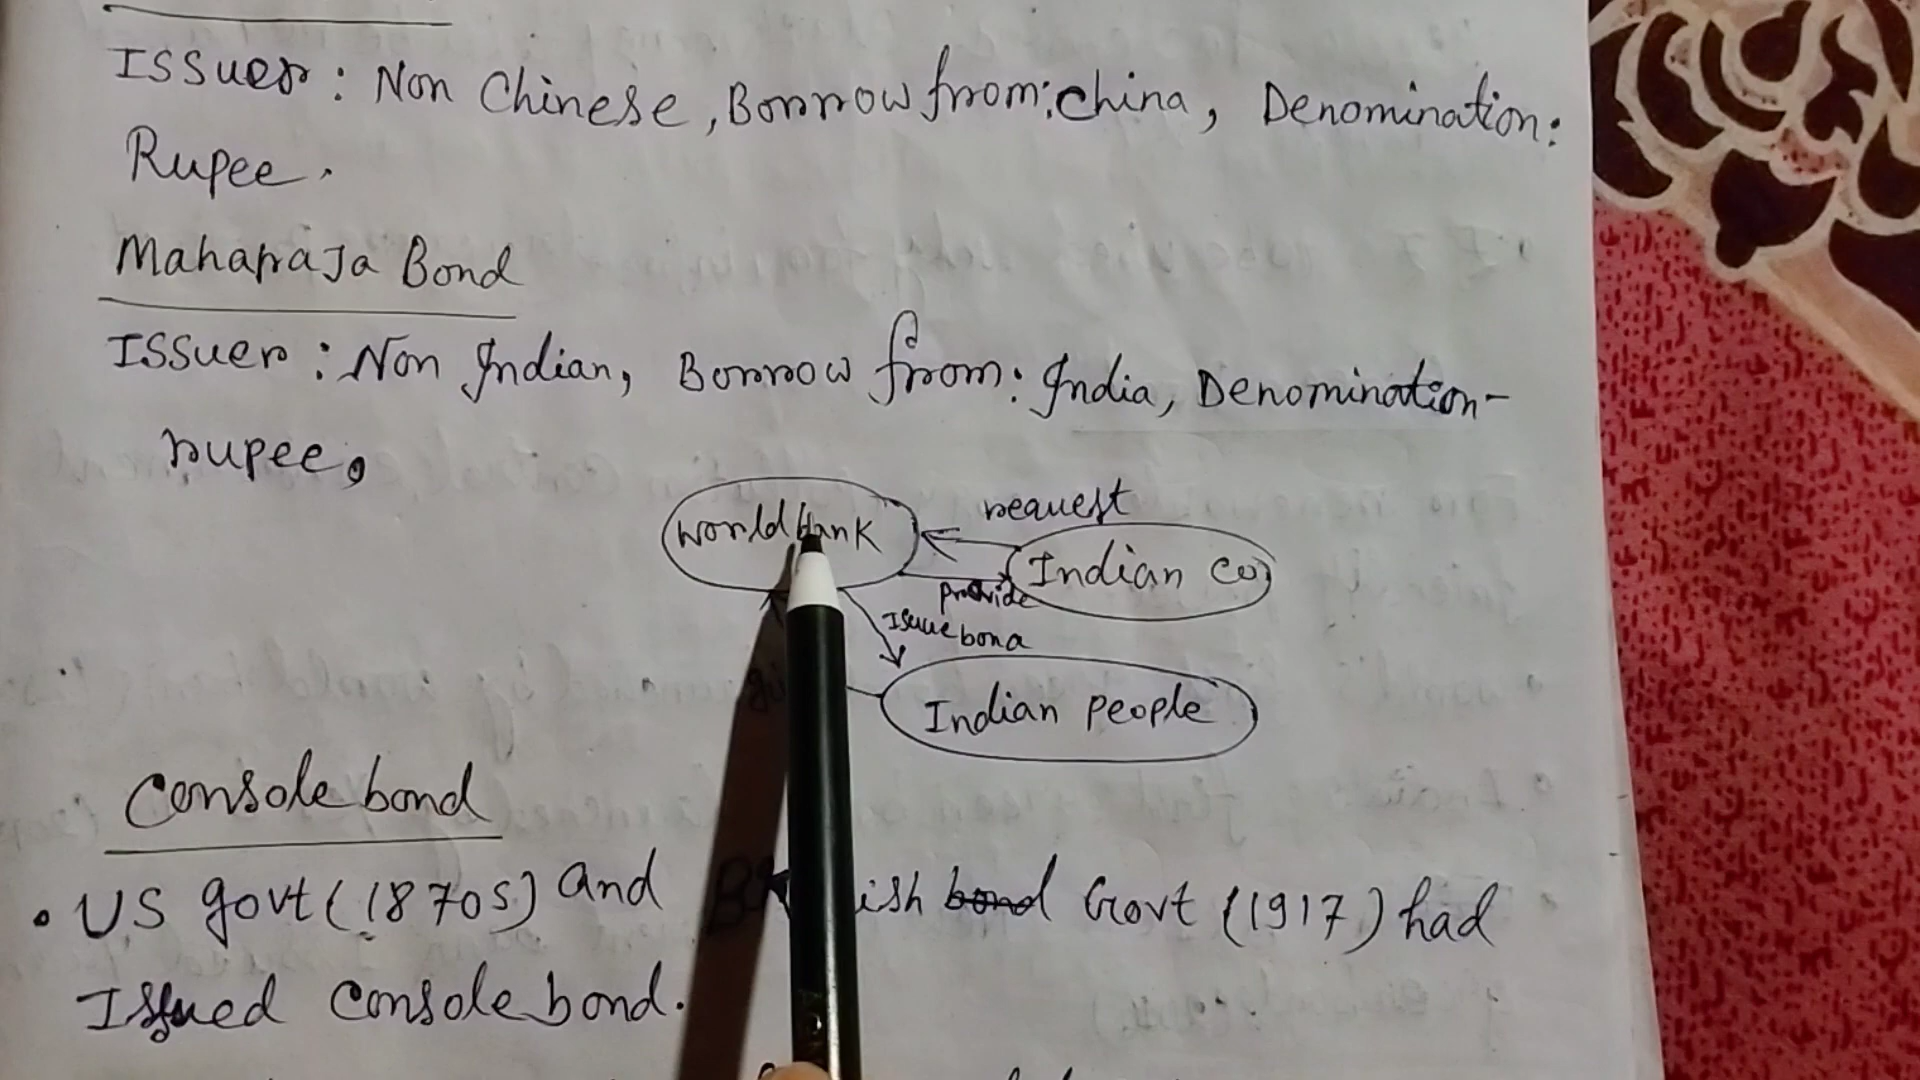 Issuer: Non Chinese, Borrow from: China, Denomination:
Rupee.
Maharaja Bond
Issuer: Non Indian, Borrow from: India, Denomination-
rupee.
request
World bank
Indian co
provide
Issue bond
Indian people
Console bond
• US govt (1870s) and British bond Govt (1917) had
Issued console bond.